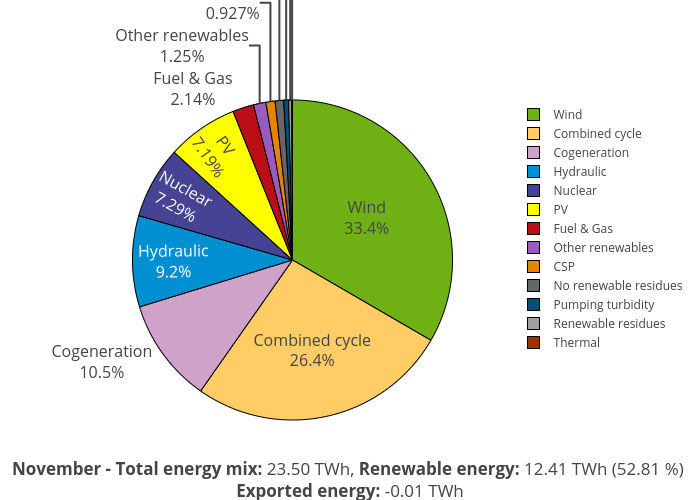 0.927%
Other renewables
1.25%
Fuel & Gas
2.14%
PV
7.19%
Nuclear
7.29%
Hydraulic
9.2%
Cogeneration
10.5%
Wind
33.4%
Combined cycle
26.4%
Wind
Combined cycle
Cogeneration
Hydraulic
Nuclear
PV
Fuel & Gas
Other renewables
CSP
No renewable residues
Pumping turbidity
Renewable residues
Thermal
November - Total energy mix: 23.50 TWh, Renewable energy: 12.41 TWh (52.81 %)
Exported energy: -0.01 TWh